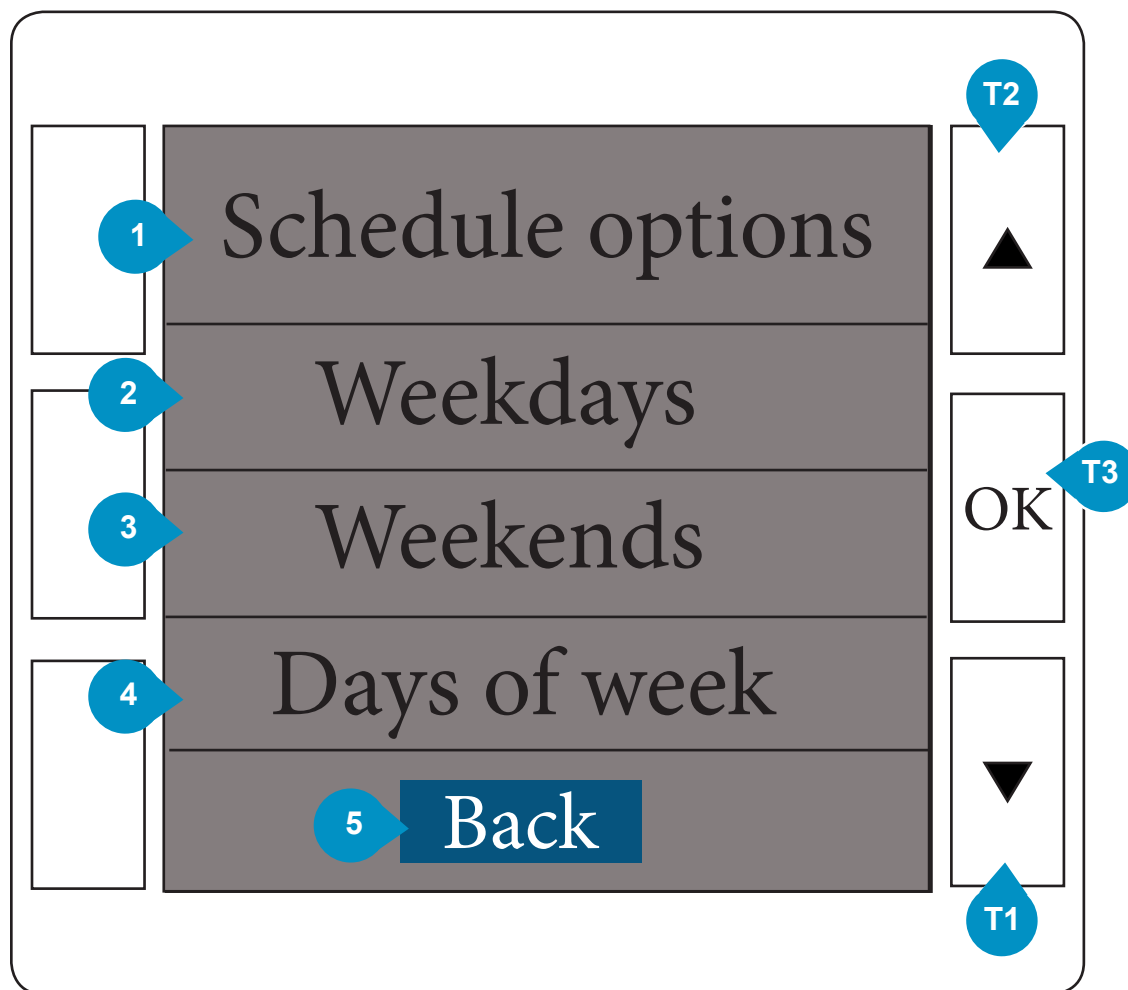 T2
1
Schedule options
▲
2
Weekdays
3
Weekends
OK
T3
4
Days of week
▼
5
Back
T1